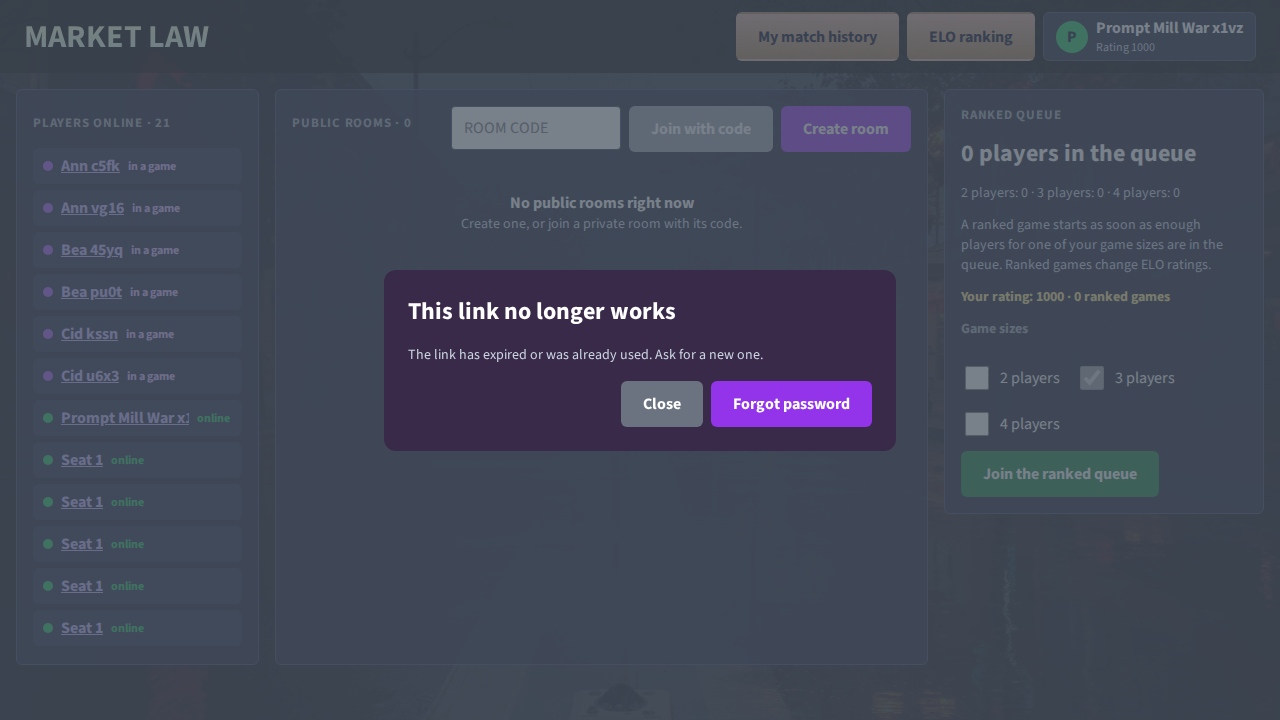 MARKET LAW
My match history
ELO ranking
P
Prompt Mill War x1vz
Rating 1000
PLAYERS ONLINE · 21
Ann c5fk in a game
Ann vg16 in a game
Bea 45yq in a game
Bea pu0t in a game
Cid kssn in a game
Cid u6x3 in a game
Prompt Mill War x1 online
Seat 1 online
Seat 1 online
Seat 1 online
Seat 1 online
Seat 1 online
PUBLIC ROOMS · 0
ROOM CODE
Join with code
Create room
No public rooms right now
Create one, or join a private room with its code.
This link no longer works
The link has expired or was already used. Ask for a new one.
Close
Forgot password
RANKED QUEUE
0 players in the queue
2 players: 0 · 3 players: 0 · 4 players: 0
A ranked game starts as soon as enough
players for one of your game sizes are in the
queue. Ranked games change ELO ratings.
Your rating: 1000 · 0 ranked games
Game sizes
2 players
3 players
4 players
Join the ranked queue